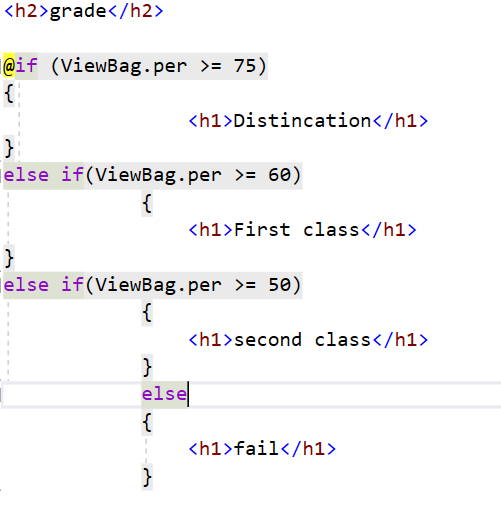 <h2>grade</h2>
@if (ViewBag.per >= 75)
{
<h1>Distincation</h1>
}
else if(ViewBag.per >= 60)
{
<h1>First class</h1>
}
else if(ViewBag.per >= 50)
{
<h1>second class</h1>
}
else
{
<h1>fail</h1>
}